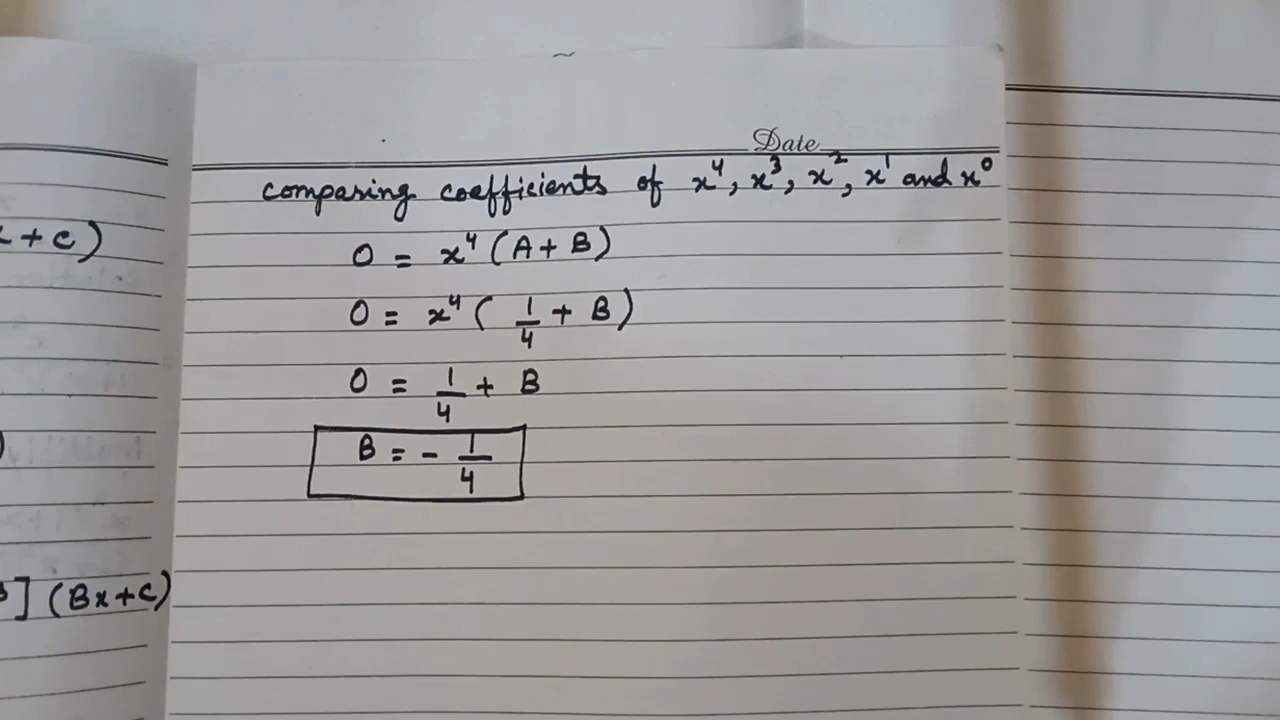 Date
comparing coefficients of x⁴, x³, x², x¹ and x⁰
+ c)
0 = x⁴ (A + B)
0 = x⁴ ( 1/4 + B)
0 = 1/4 + B
B = - 1/4
] (Bx+c)